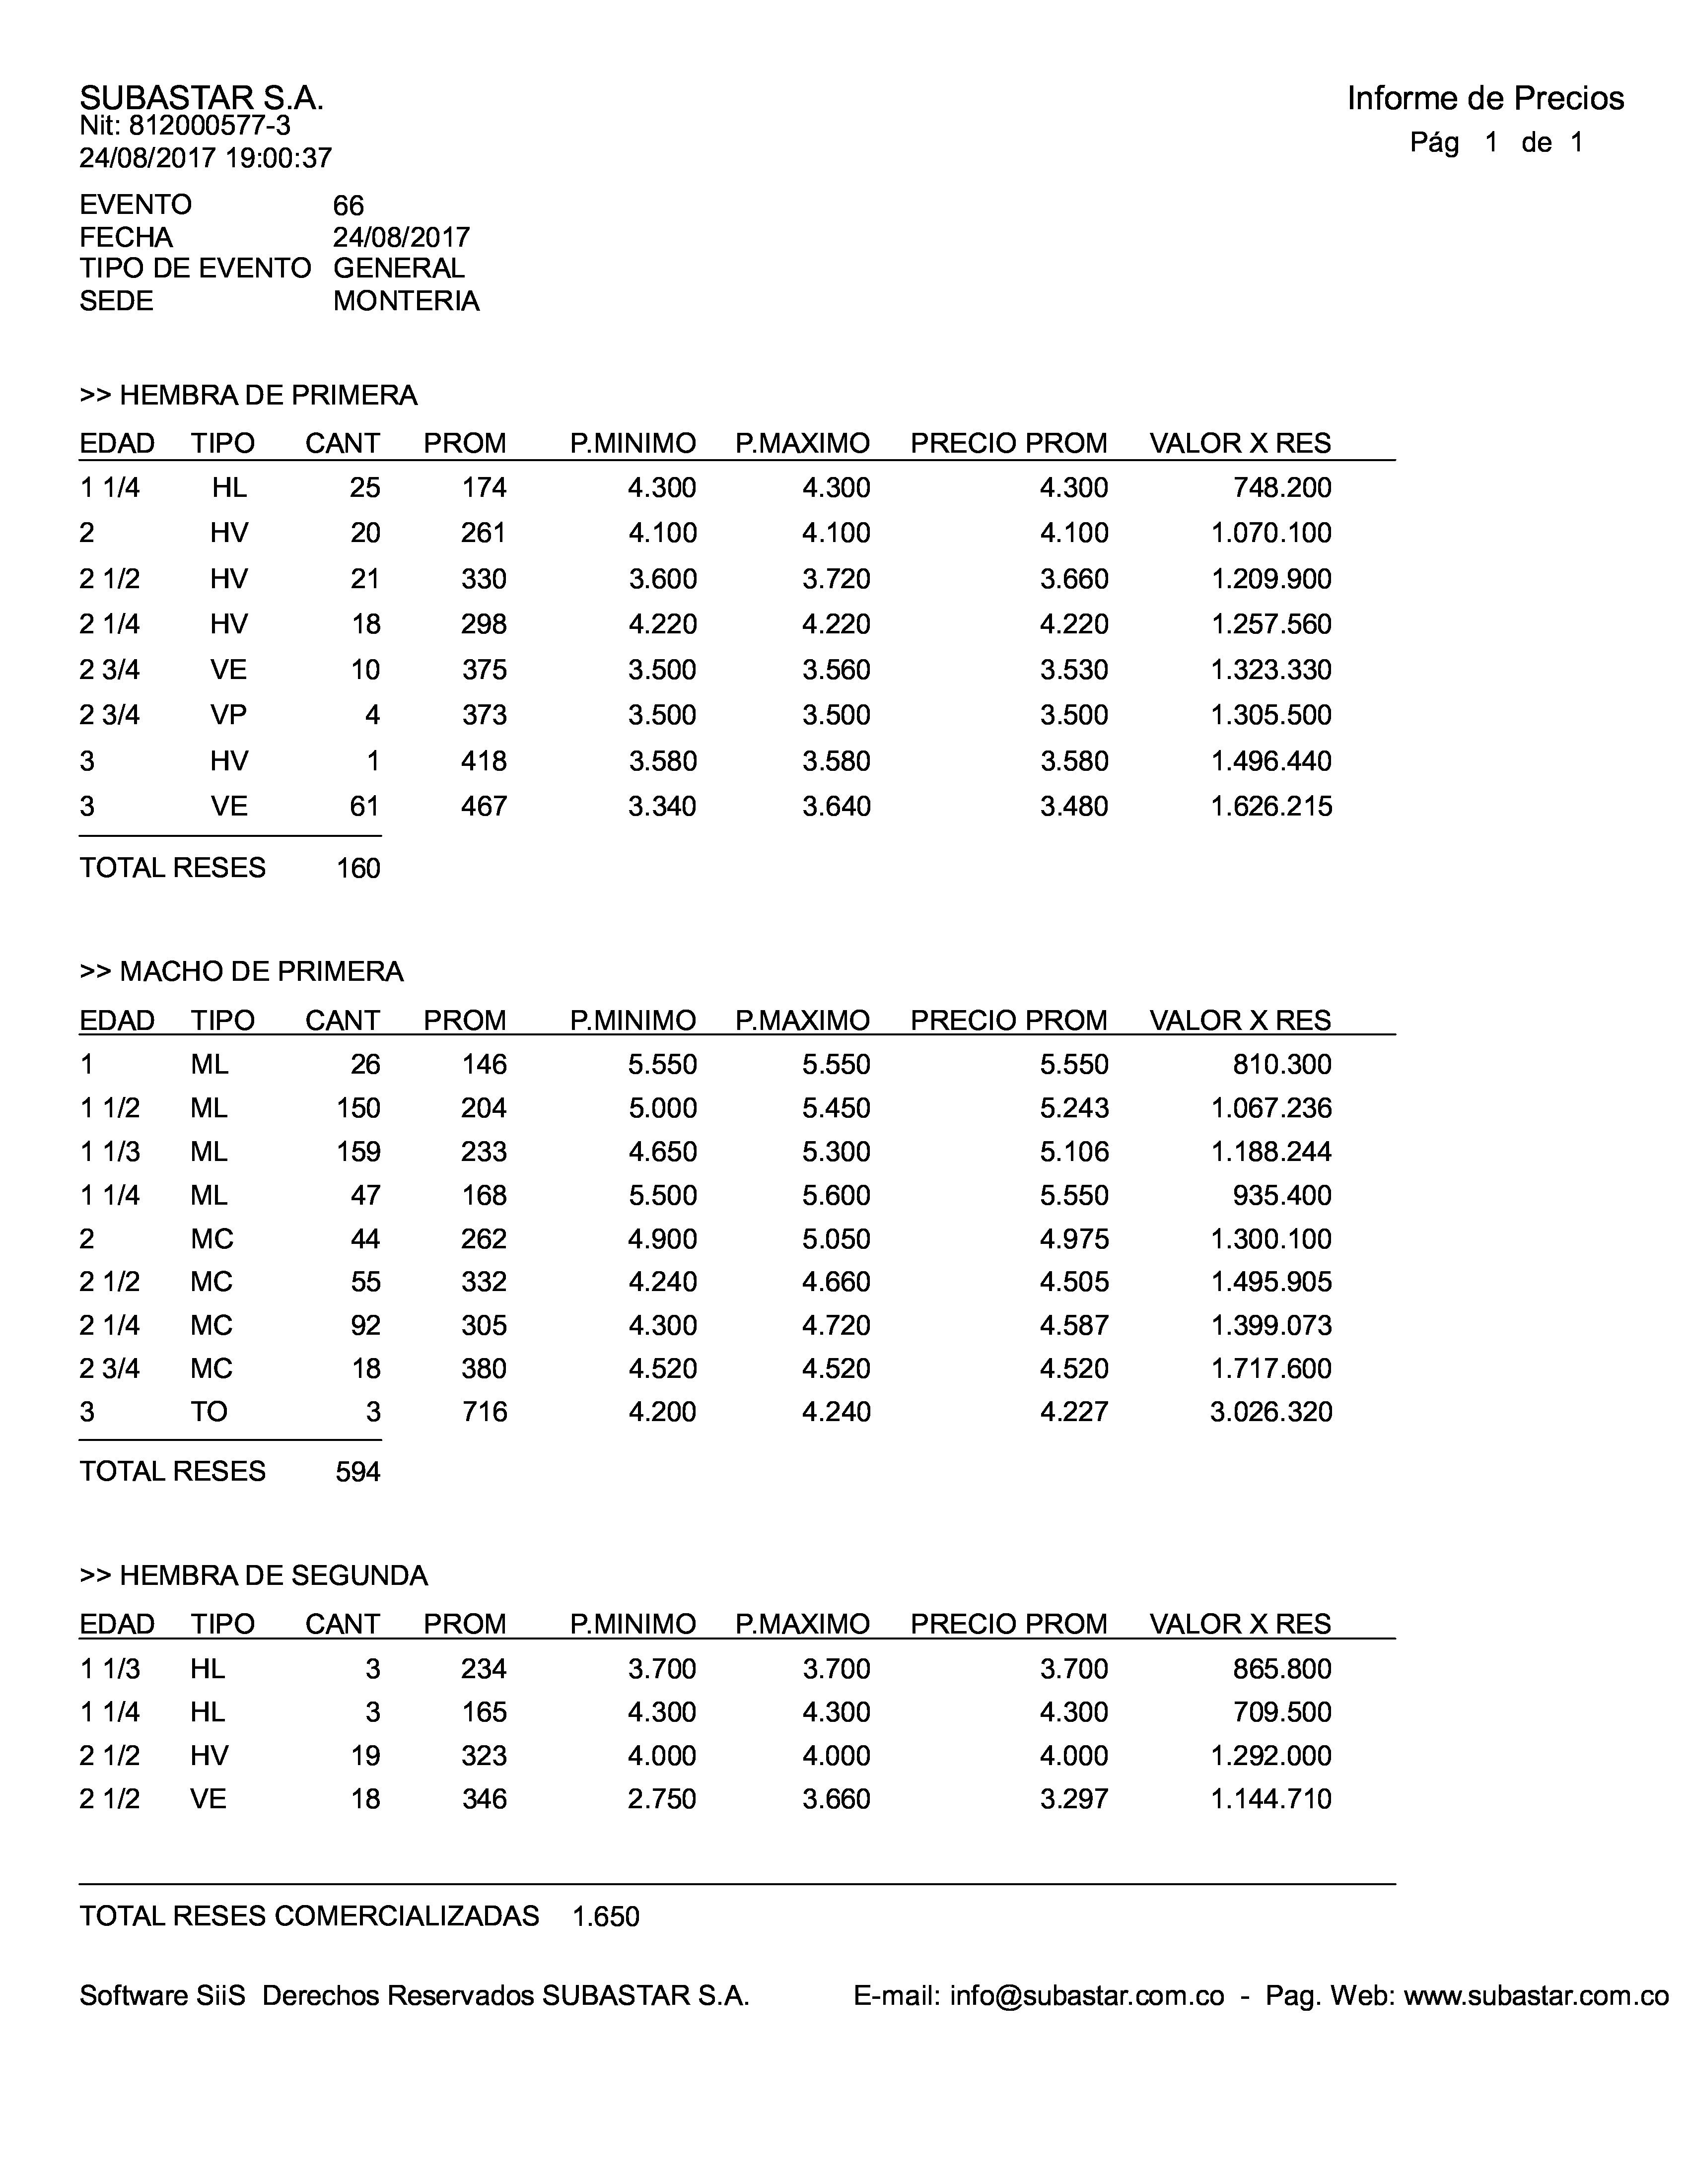 SUBASTAR S.A.
Informe de Precios
Nit: 812000577-3
Pág 1 de 1
24/08/2017 19:00:37
EVENTO 66
FECHA 24/08/2017
TIPO DE EVENTO GENERAL
SEDE MONTERIA
>> HEMBRA DE PRIMERA
EDAD TIPO CANT PROM P.MINIMO P.MAXIMO PRECIO PROM VALOR X RES
1 1/4 HL 25 174 4.300 4.300 4.300 748.200
2 HV 20 261 4.100 4.100 4.100 1.070.100
2 1/2 HV 21 330 3.600 3.720 3.660 1.209.900
2 1/4 HV 18 298 4.220 4.220 4.220 1.257.560
2 3/4 VE 10 375 3.500 3.560 3.530 1.323.330
2 3/4 VP 4 373 3.500 3.500 3.500 1.305.500
3 HV 1 418 3.580 3.580 3.580 1.496.440
3 VE 61 467 3.340 3.640 3.480 1.626.215
TOTAL RESES 160
>> MACHO DE PRIMERA
EDAD TIPO CANT PROM P.MINIMO P.MAXIMO PRECIO PROM VALOR X RES
1 ML 26 146 5.550 5.550 5.550 810.300
1 1/2 ML 150 204 5.000 5.450 5.243 1.067.236
1 1/3 ML 159 233 4.650 5.300 5.106 1.188.244
1 1/4 ML 47 168 5.500 5.600 5.550 935.400
2 MC 44 262 4.900 5.050 4.975 1.300.100
2 1/2 MC 55 332 4.240 4.660 4.505 1.495.905
2 1/4 MC 92 305 4.300 4.720 4.587 1.399.073
2 3/4 MC 18 380 4.520 4.520 4.520 1.717.600
3 TO 3 716 4.200 4.240 4.227 3.026.320
TOTAL RESES 594
>> HEMBRA DE SEGUNDA
EDAD TIPO CANT PROM P.MINIMO P.MAXIMO PRECIO PROM VALOR X RES
1 1/3 HL 3 234 3.700 3.700 3.700 865.800
1 1/4 HL 3 165 4.300 4.300 4.300 709.500
2 1/2 HV 19 323 4.000 4.000 4.000 1.292.000
2 1/2 VE 18 346 2.750 3.660 3.297 1.144.710
TOTAL RESES COMERCIALIZADAS 1.650
Software SiiS Derechos Reservados SUBASTAR S.A. E-mail: info@subastar.com.co - Pag. Web: www.subastar.com.co